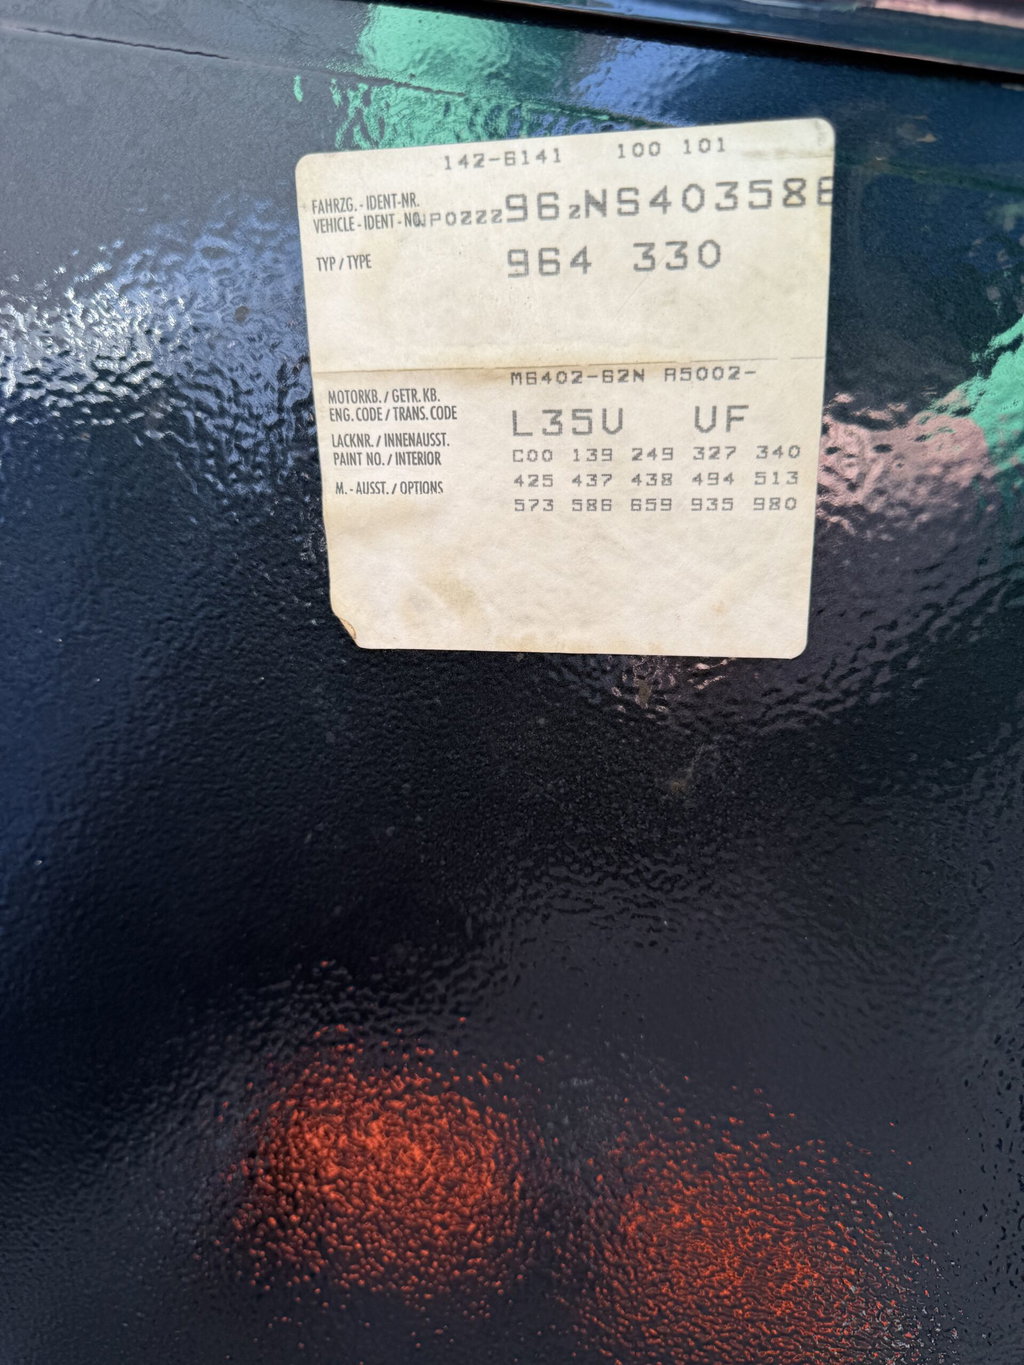 142-6141 100 101
FAHRZG.-IDENT-NR.
VEHICLE-IDENT-NO. WP0ZZZ96ZNS403586
TYP / TYPE 964 330
M6402-62N A5002-
MOTORKB. / GETR.KB.
ENG.CODE / TRANS.CODE L35U VF
LACKNR. / INNENAUSST.
PAINT NO. / INTERIOR C00 139 249 327 340
425 437 438 494 513
M.-AUSST. / OPTIONS
573 586 659 935 980